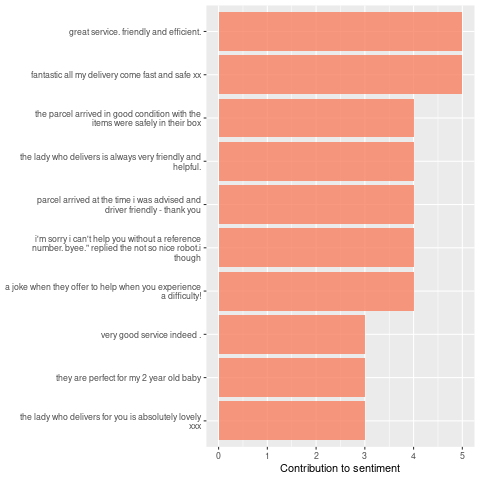 great service. friendly and efficient.
fantastic all my delivery come fast and safe xx
the parcel arrived in good condition with the
items were safely in their box
the lady who delivers is always very friendly and
helpful.
parcel arrived at the time i was advised and
driver friendly - thank you
i'm sorry i can't help you without a reference
number. byee." replied the not so nice robot.i
though
a joke when they offer to help when you experience
a difficulty!
very good service indeed .
they are perfect for my 2 year old baby
the lady who delivers for you is absolutely lovely
xxx
0 1 2 3 4 5
Contribution to sentiment